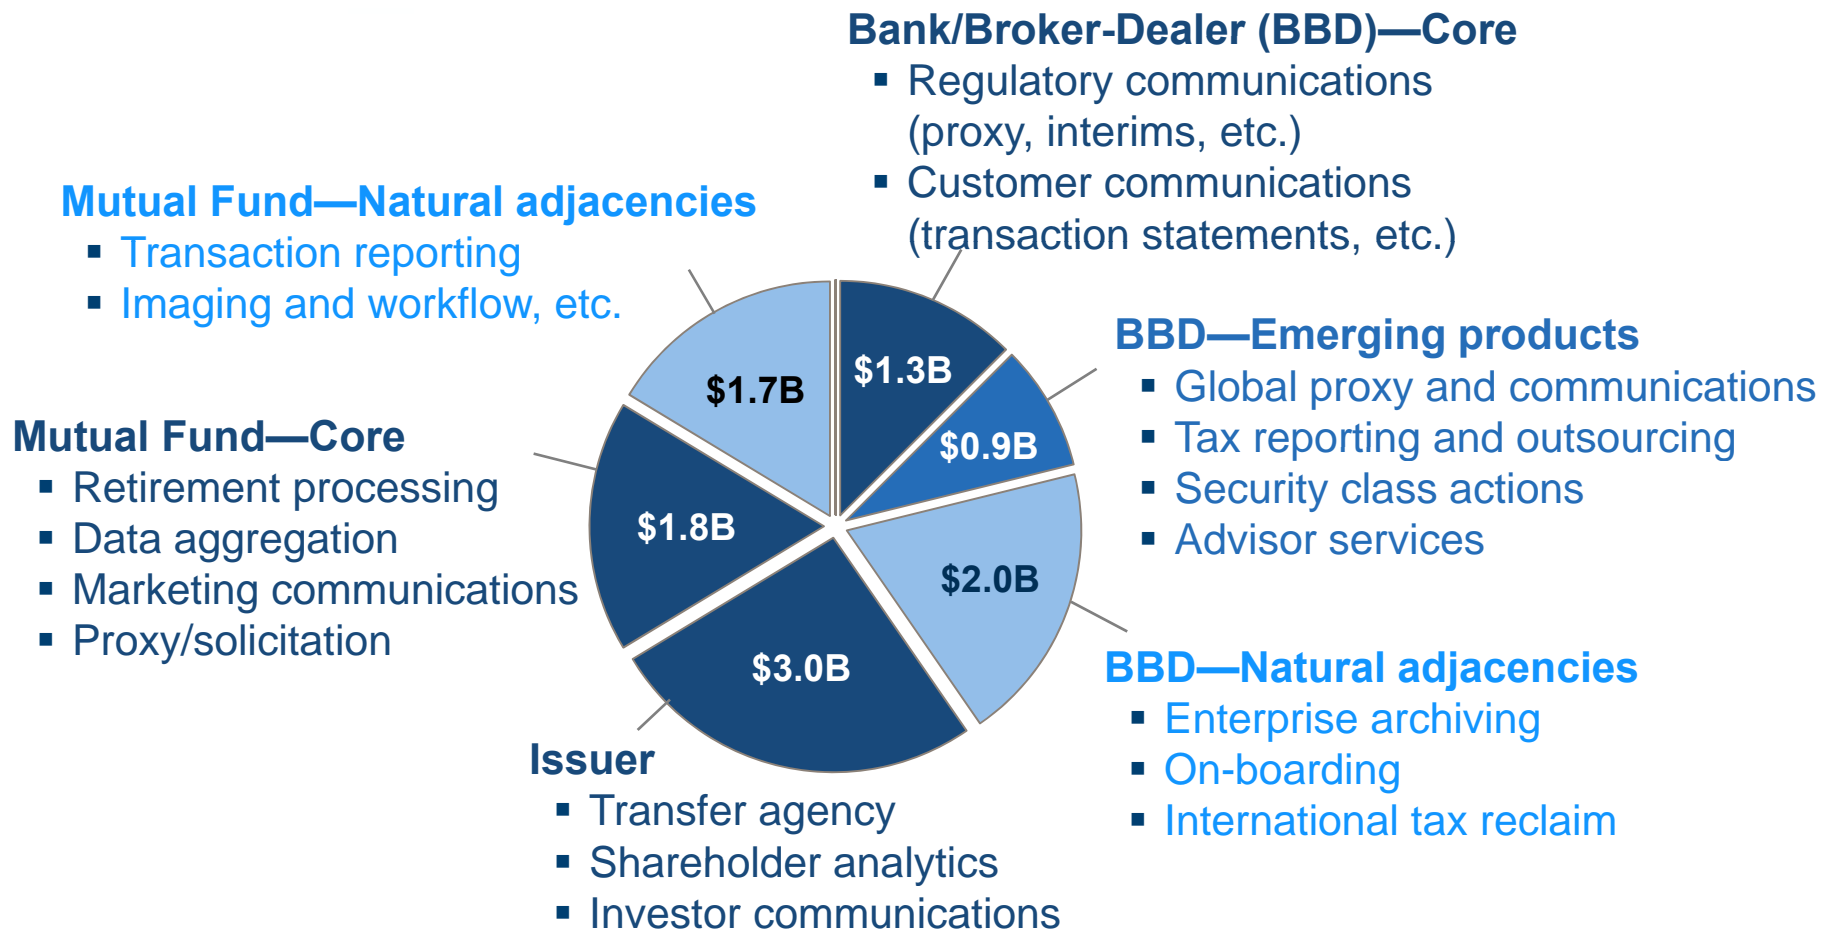 Bank/Broker-Dealer (BBD)—Core
▪ Regulatory communications
(proxy, interims, etc.)
▪ Customer communications
(transaction statements, etc.)
Mutual Fund—Natural adjacencies
▪ Transaction reporting
▪ Imaging and workflow, etc.
BBD—Emerging products
▪ Global proxy and communications
▪ Tax reporting and outsourcing
▪ Security class actions
▪ Advisor services
Mutual Fund—Core
▪ Retirement processing
▪ Data aggregation
▪ Marketing communications
▪ Proxy/solicitation
$1.7B
$1.3B
$0.9B
$1.8B
$2.0B
$3.0B
BBD—Natural adjacencies
▪ Enterprise archiving
▪ On-boarding
▪ International tax reclaim
Issuer
▪ Transfer agency
▪ Shareholder analytics
▪ Investor communications